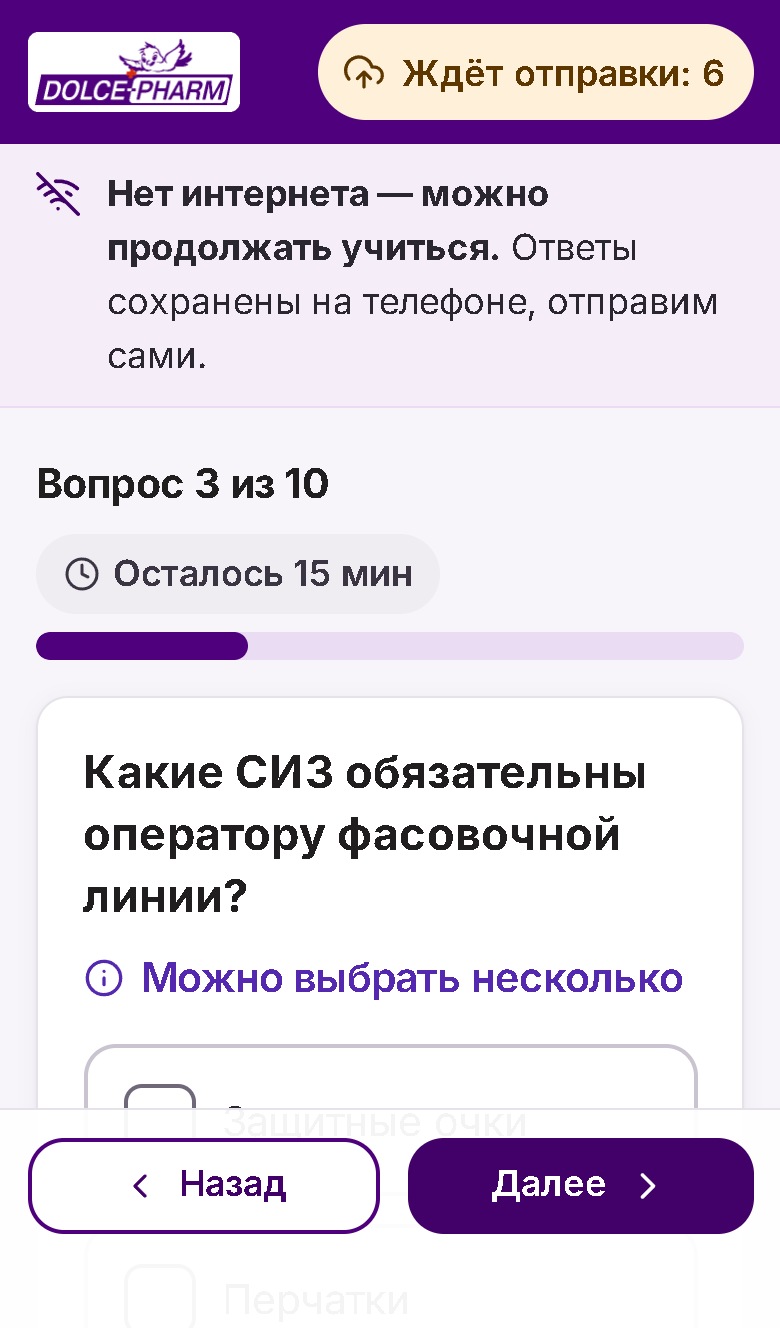 DOLCE-PHARM
Ждёт отправки: 6
Нет интернета — можно
продолжать учиться. Ответы
сохранены на телефоне, отправим
сами.
Вопрос 3 из 10
Осталось 15 мин
Какие СИЗ обязательны
оператору фасовочной
линии?
Можно выбрать несколько
Защитные очки
Назад
Далее
Перчатки